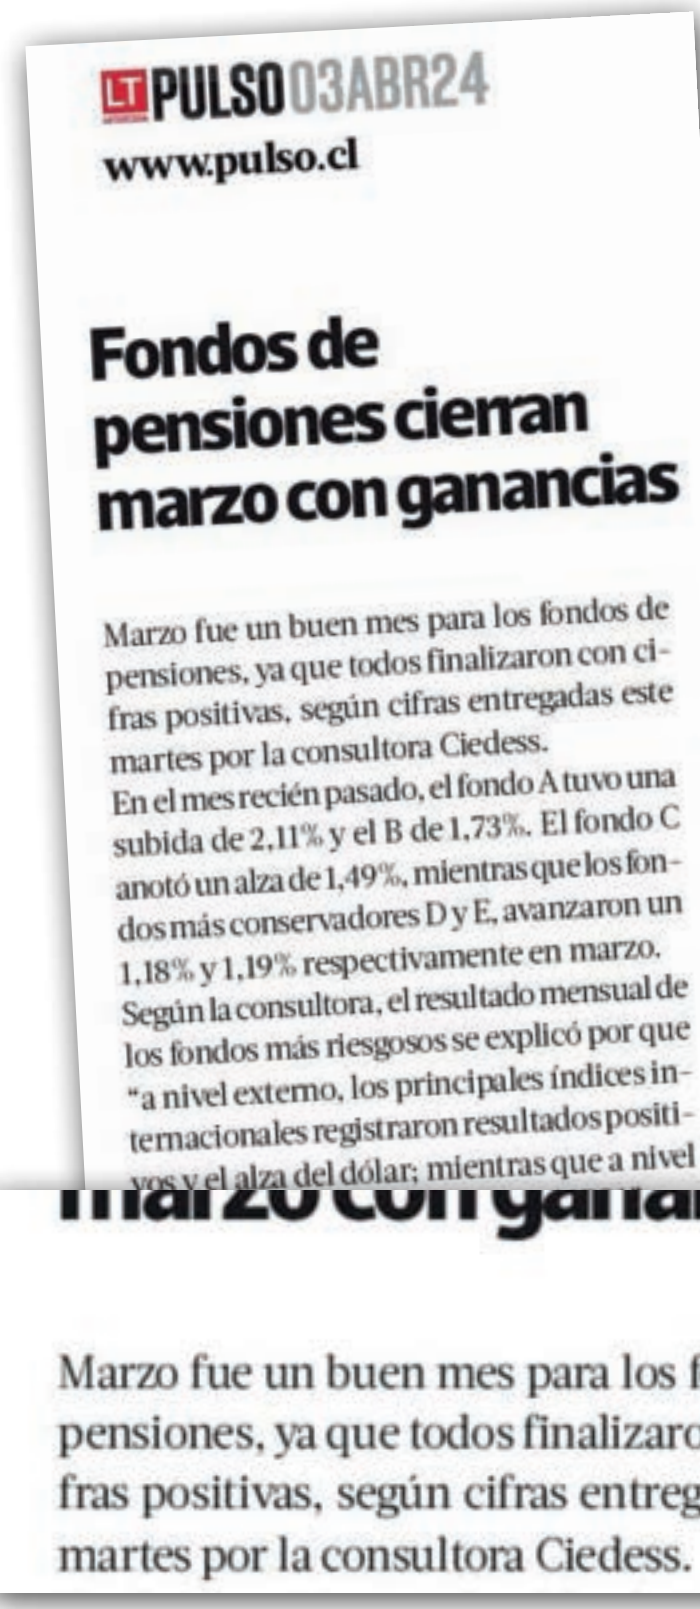 LT PULSO 03ABR24
www.pulso.cl
Fondos de
pensiones cierran
marzo con ganancias
Marzo fue un buen mes para los fondos de
pensiones, ya que todos finalizaron con ci-
fras positivas, según cifras entregadas este
martes por la consultora Ciedess.
En el mes recién pasado, el fondo A tuvo una
subida de 2,11% y el B de 1,73%. El fondo C
anotó un alza de 1,49%, mientras que los fon-
dos más conservadores D y E, avanzaron un
1,18% y 1,19% respectivamente en marzo.
Según la consultora, el resultado mensual de
los fondos más riesgosos se explicó por que
“a nivel externo, los principales índices in-
ternacionales registraron resultados positi-
vos y el alza del dólar; mientras que a nivel
marzo con gana
Marzo fue un buen mes para los f
pensiones, ya que todos finalizaro
fras positivas, según cifras entreg
martes por la consultora Ciedess.